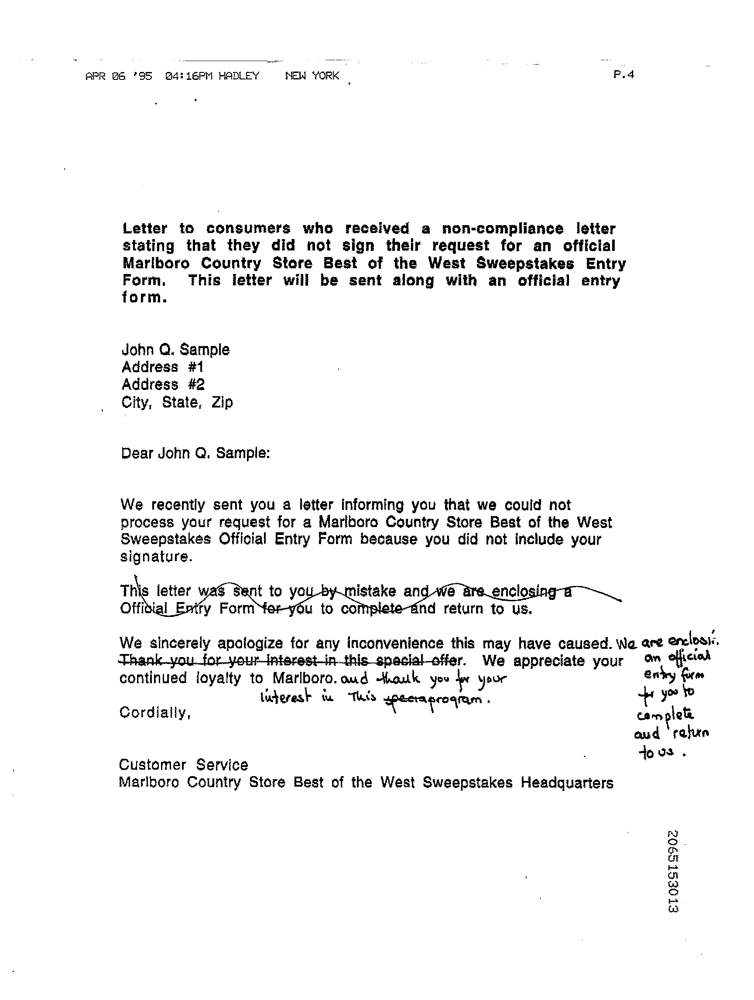 APR 06 '95 04:16PM HADLEY NEW YORK P.4
Letter to consumers who received a non-compliance letter
stating that they did not sign their request for an official
Marlboro Country Store Best of the West Sweepstakes Entry
Form. This letter will be sent along with an official entry
form.
John Q. Sample
Address #1
Address #2
City, State, Zip
Dear John Q. Sample:
We recently sent you a letter informing you that we could not
process your request for a Marlboro Country Store Best of the West
Sweepstakes Official Entry Form because you did not include your
signature.
This letter was sent to you by mistake and we are enclosing a
Official Entry Form for you to complete and return to us.
We sincerely apologize for any inconvenience this may have caused. We are enclosi
Thank you for your interest in this special offer. We appreciate your
an official
continued loyalty to Marlboro. and thank you for your
entry form
interest in This program.
for you to
Cordially,
complete
and return
to us.
Customer Service
Marlboro Country Store Best of the West Sweepstakes Headquarters
2065153013